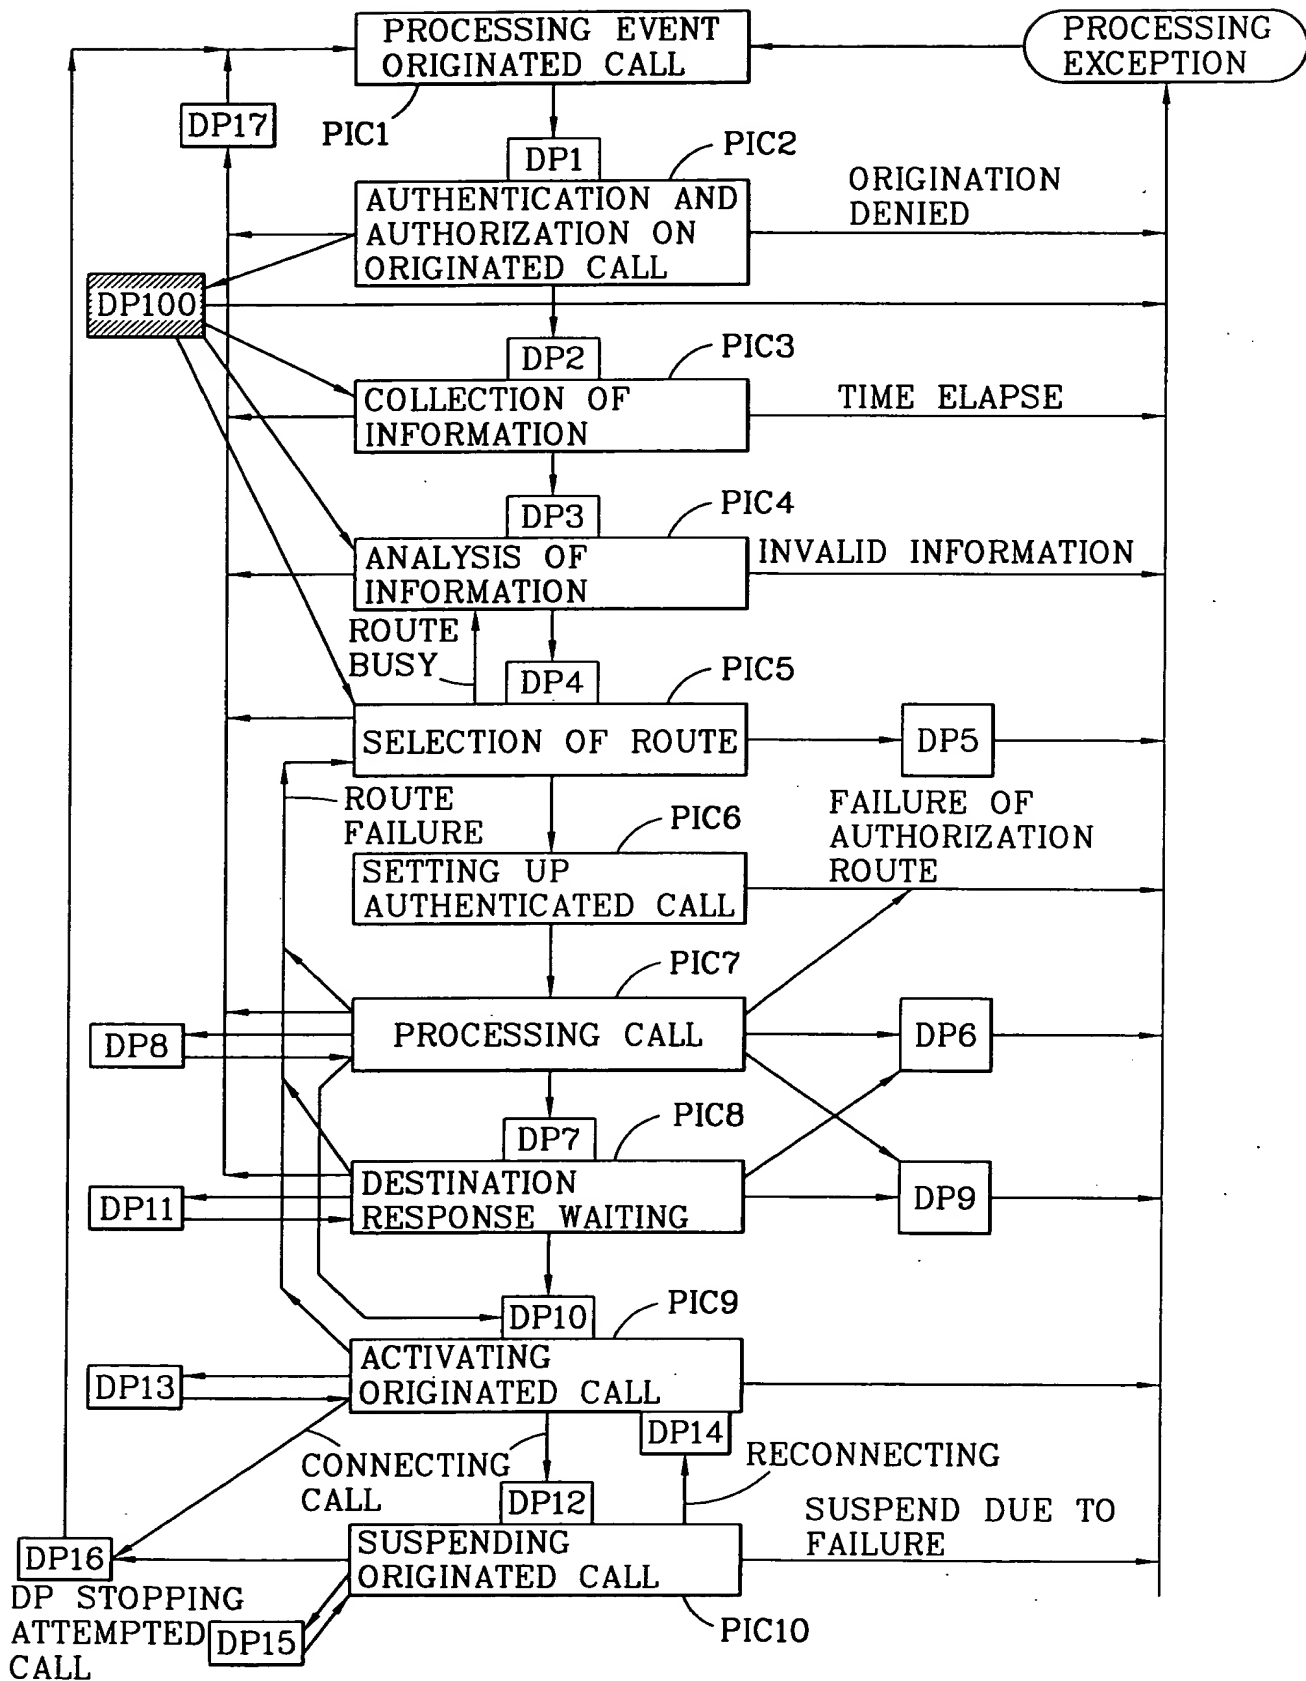 PROCESSING EVENT
ORIGINATED CALL
PROCESSING
EXCEPTION
DP17
PIC1
DP1
PIC2
AUTHENTICATION AND
AUTHORIZATION ON
ORIGINATED CALL
ORIGINATION
DENIED
DP100
DP2
PIC3
COLLECTION OF
INFORMATION
TIME ELAPSE
DP3
PIC4
ANALYSIS OF
INFORMATION
INVALID INFORMATION
ROUTE
BUSY
DP4
PIC5
SELECTION OF ROUTE
DP5
ROUTE
FAILURE
PIC6
FAILURE OF
AUTHORIZATION
ROUTE
SETTING UP
AUTHENTICATED CALL
PIC7
PROCESSING CALL
DP8
DP6
DP7
PIC8
DESTINATION
RESPONSE WAITING
DP11
DP9
DP10
PIC9
ACTIVATING
ORIGINATED CALL
DP13
DP14
CONNECTING
CALL
RECONNECTING
DP12
SUSPEND DUE TO
FAILURE
SUSPENDING
ORIGINATED CALL
DP16
DP STOPPING
ATTEMPTED
CALL
DP15
PIC10